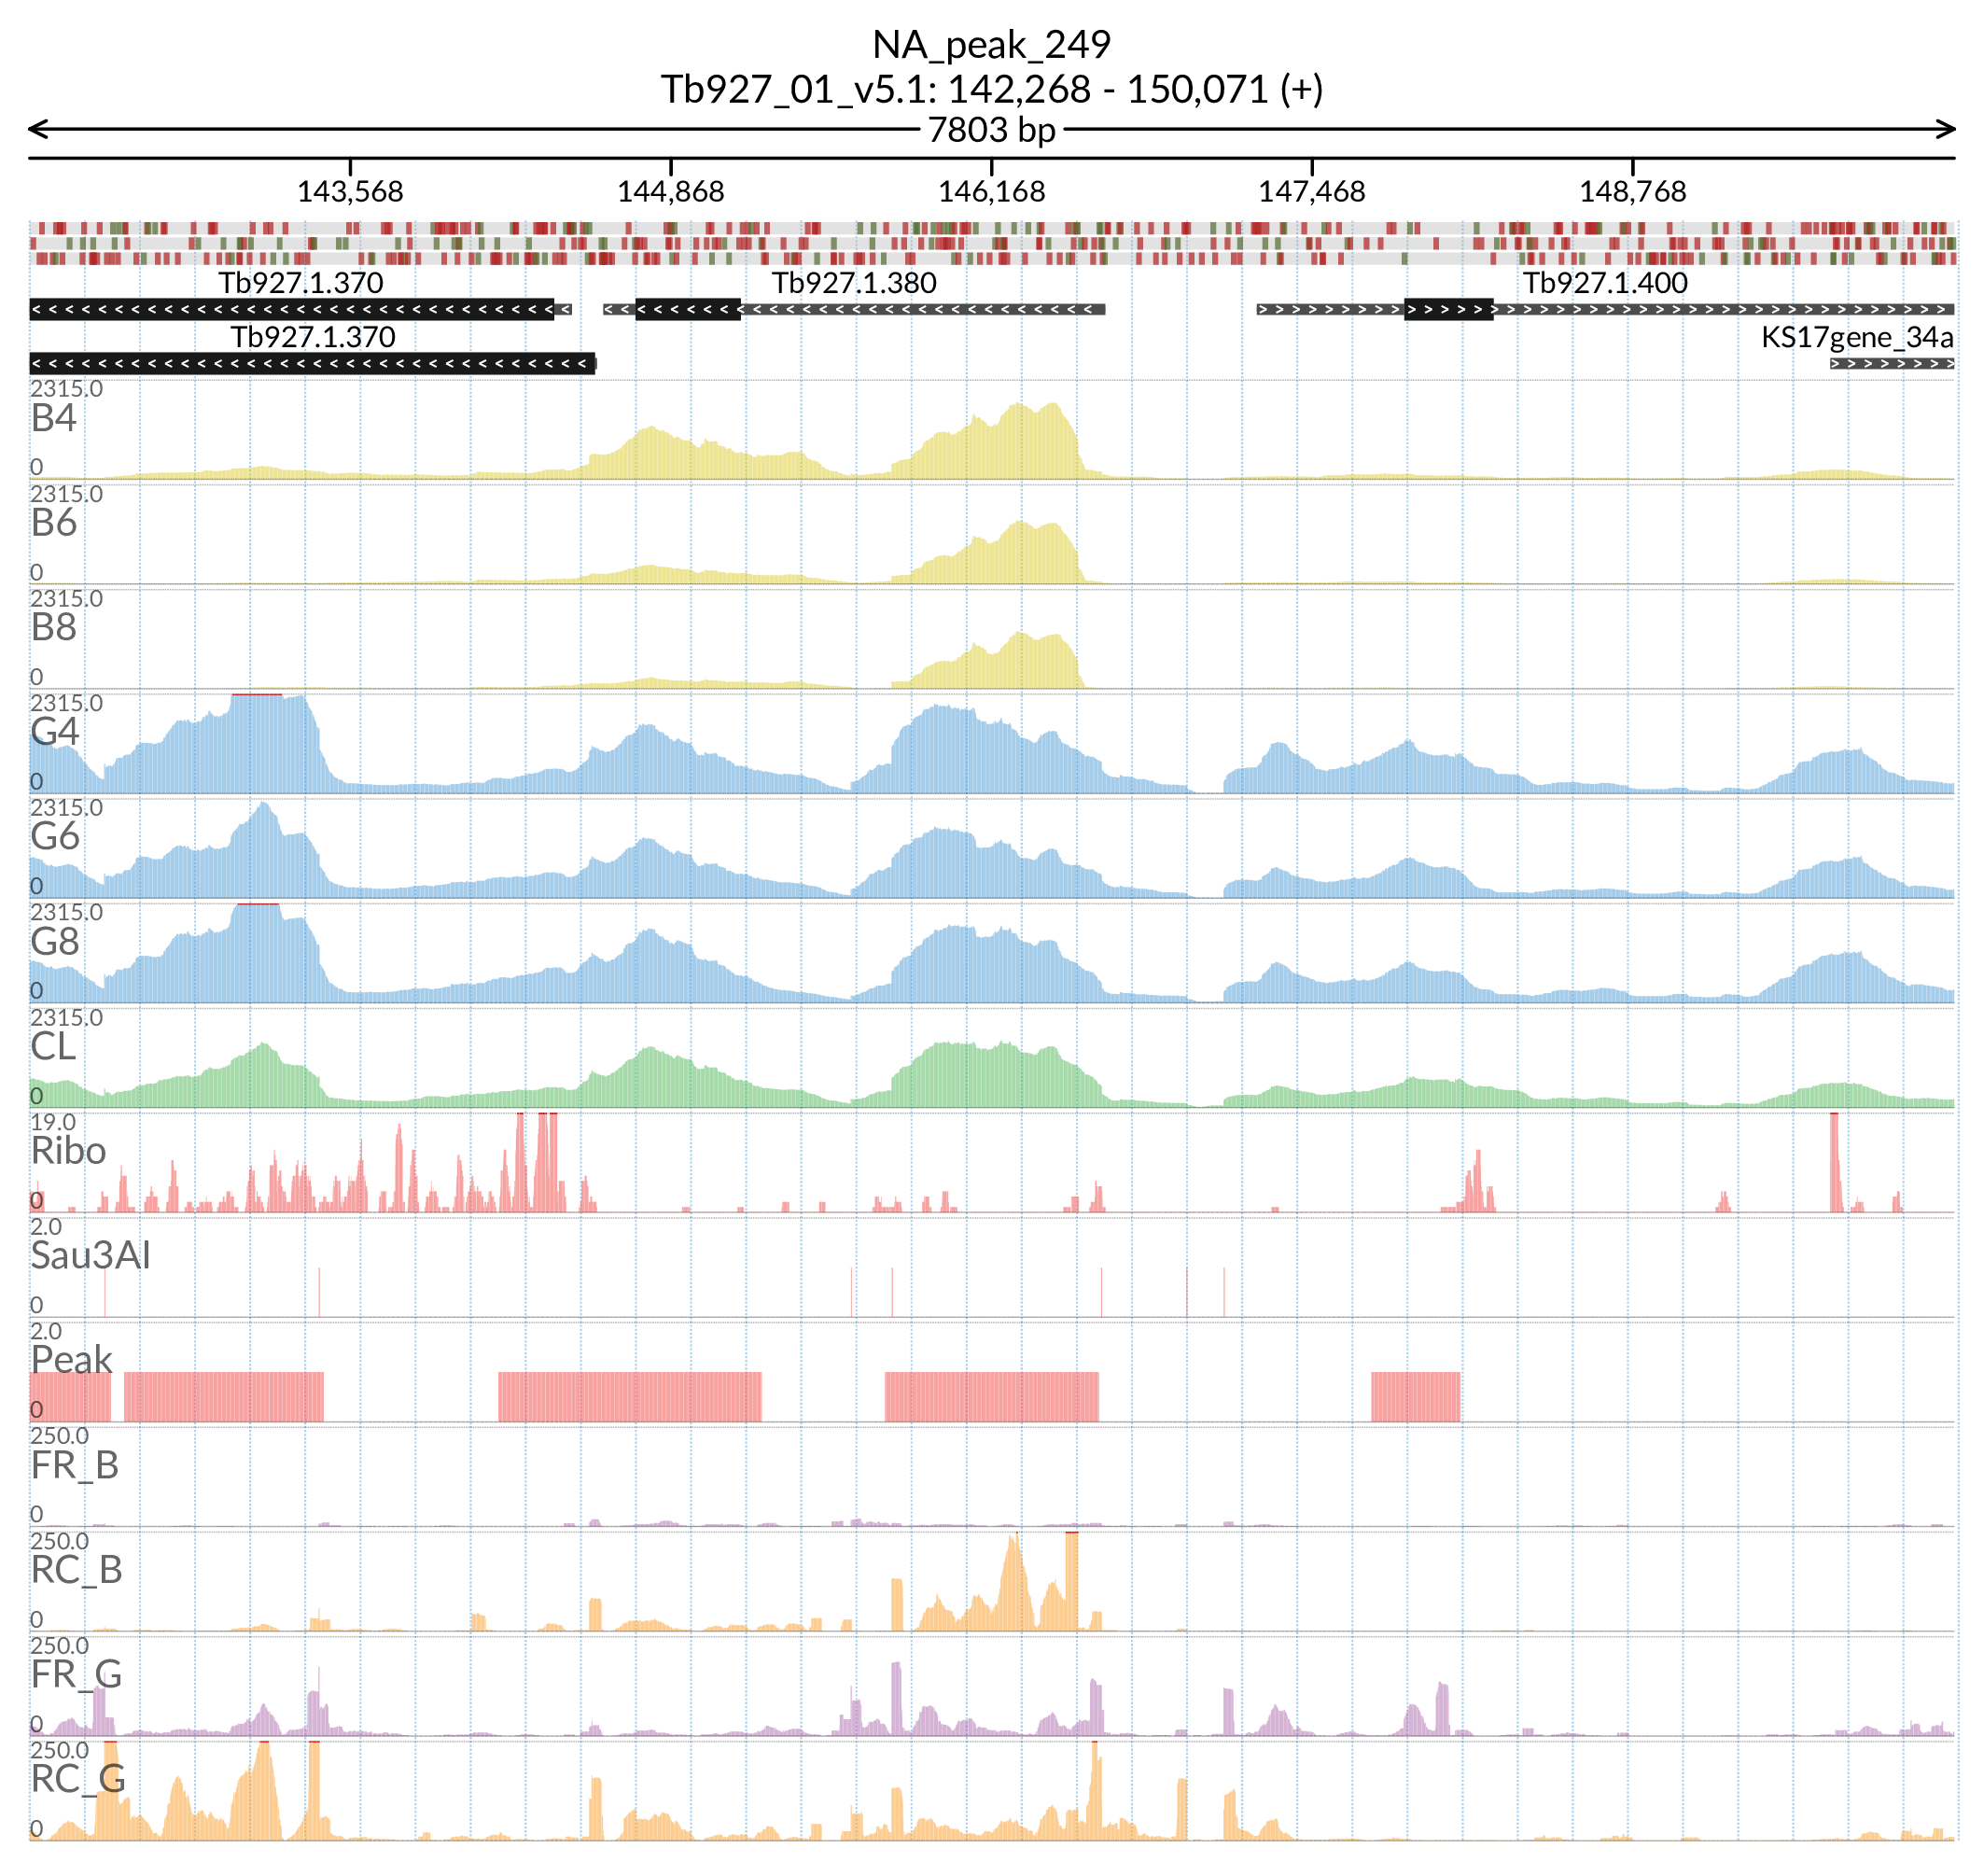 NA_peak_249
Tb927_01_v5.1: 142,268 - 150,071 (+)
7803 bp
143,568 144,868 146,168 147,468 148,768
Tb927.1.370 Tb927.1.380 Tb927.1.400
Tb927.1.370 KS17gene_34a
2315.0
B4
0
2315.0
B6
0
2315.0
B8
0
2315.0
G4
0
2315.0
G6
0
2315.0
G8
0
2315.0
CL
0
19.0
Ribo
0
2.0
Sau3AI
0
2.0
Peak
0
250.0
FR_B
0
250.0
RC_B
0
250.0
FR_G
0
250.0
RC_G
0